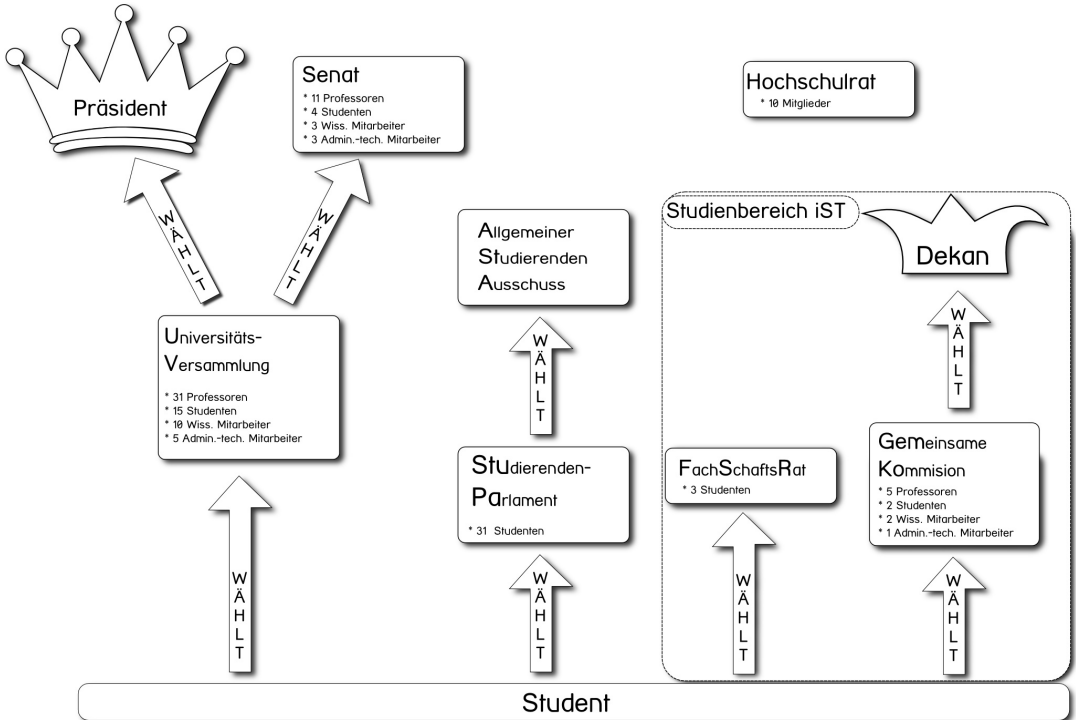 Präsident
Senat
* 11 Professoren
* 4 Studenten
* 3 Wiss. Mitarbeiter
* 3 Admin.-tech. Mitarbeiter
Hochschulrat
* 10 Mitglieder
WÄHLT
WÄHLT
Universitäts-
Versammlung
* 31 Professoren
* 15 Studenten
* 10 Wiss. Mitarbeiter
* 5 Admin.-tech. Mitarbeiter
WÄHLT
Allgemeiner
Studierenden
Ausschuss
WÄHLT
Studierenden-
Parlament
* 31 Studenten
WÄHLT
Studienbereich iST
Dekan
WÄHLT
FachSchaftsRat
* 3 Studenten
WÄHLT
Gemeinsame
Kommision
* 5 Professoren
* 2 Studenten
* 2 Wiss. Mitarbeiter
* 1 Admin.-tech. Mitarbeiter
WÄHLT
Student